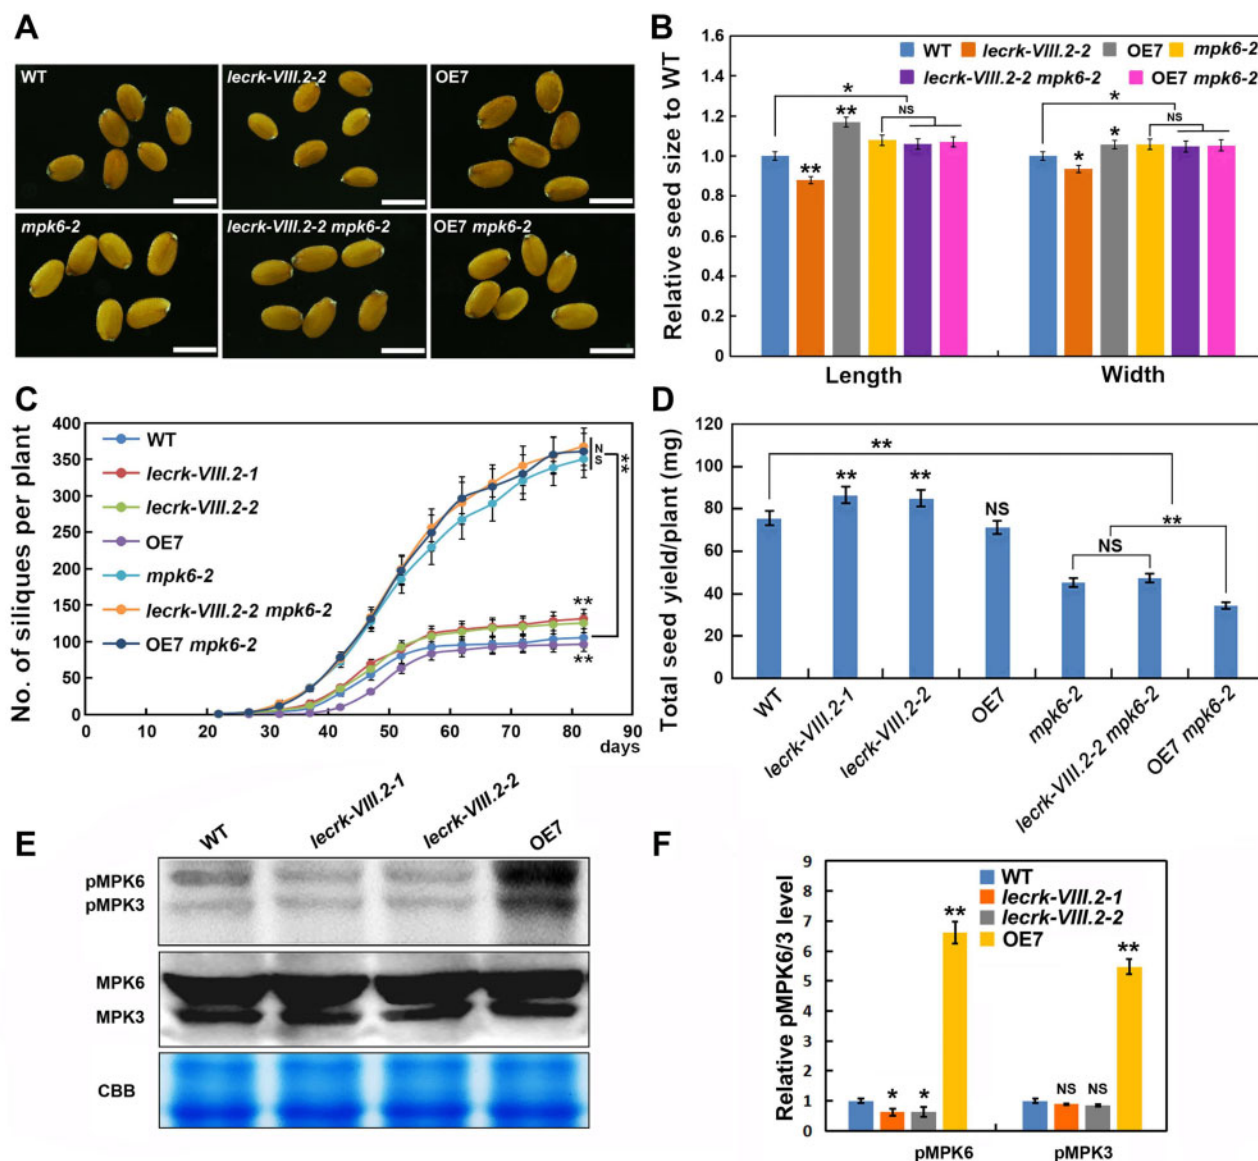 A
WT
lecrk-VIII.2-2
OE7
mpk6-2
lecrk-VIII.2-2 mpk6-2
OE7 mpk6-2
B
Relative seed size to WT
1.6
1.4
1.2
1.0
0.8
0.6
0.4
0.2
0
WT
lecrk-VIII.2-2
OE7
mpk6-2
lecrk-VIII.2-2 mpk6-2
OE7 mpk6-2
*
**
**
NS
*
*
*
NS
Length
Width
C
No. of siliques per plant
400
350
300
250
200
150
100
50
0
WT
lecrk-VIII.2-1
lecrk-VIII.2-2
OE7
mpk6-2
lecrk-VIII.2-2 mpk6-2
OE7 mpk6-2
NS
**
**
**
0 10 20 30 40 50 60 70 80 90
days
D
Total seed yield/plant (mg)
120
100
80
60
40
20
0
**
**
**
NS
NS
**
WT
lecrk-VIII.2-1
lecrk-VIII.2-2
OE7
mpk6-2
lecrk-VIII.2-2 mpk6-2
OE7 mpk6-2
E
WT
lecrk-VIII.2-1
lecrk-VIII.2-2
OE7
pMPK6
pMPK3
MPK6
MPK3
CBB
F
Relative pMPK6/3 level
9
8
7
6
5
4
3
2
1
0
WT
lecrk-VIII.2-1
lecrk-VIII.2-2
OE7
* * **
NS NS **
pMPK6
pMPK3